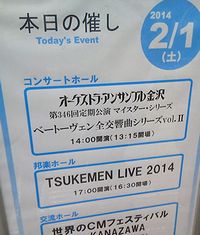 本日の催し
Today's Event
2014
2/1
(土)
コンサートホール
オーケストラ・アンサンブル金沢
第346回定期公演 マイスター・シリーズ
ベートーヴェン全交響曲シリーズvol.Ⅱ
14:00開演(13:15開場)
邦楽ホール
TSUKEMEN LIVE 2014
17:00開演(16:30開場)
交流ホール
世界のCMフェスティバル
KANAZAWA